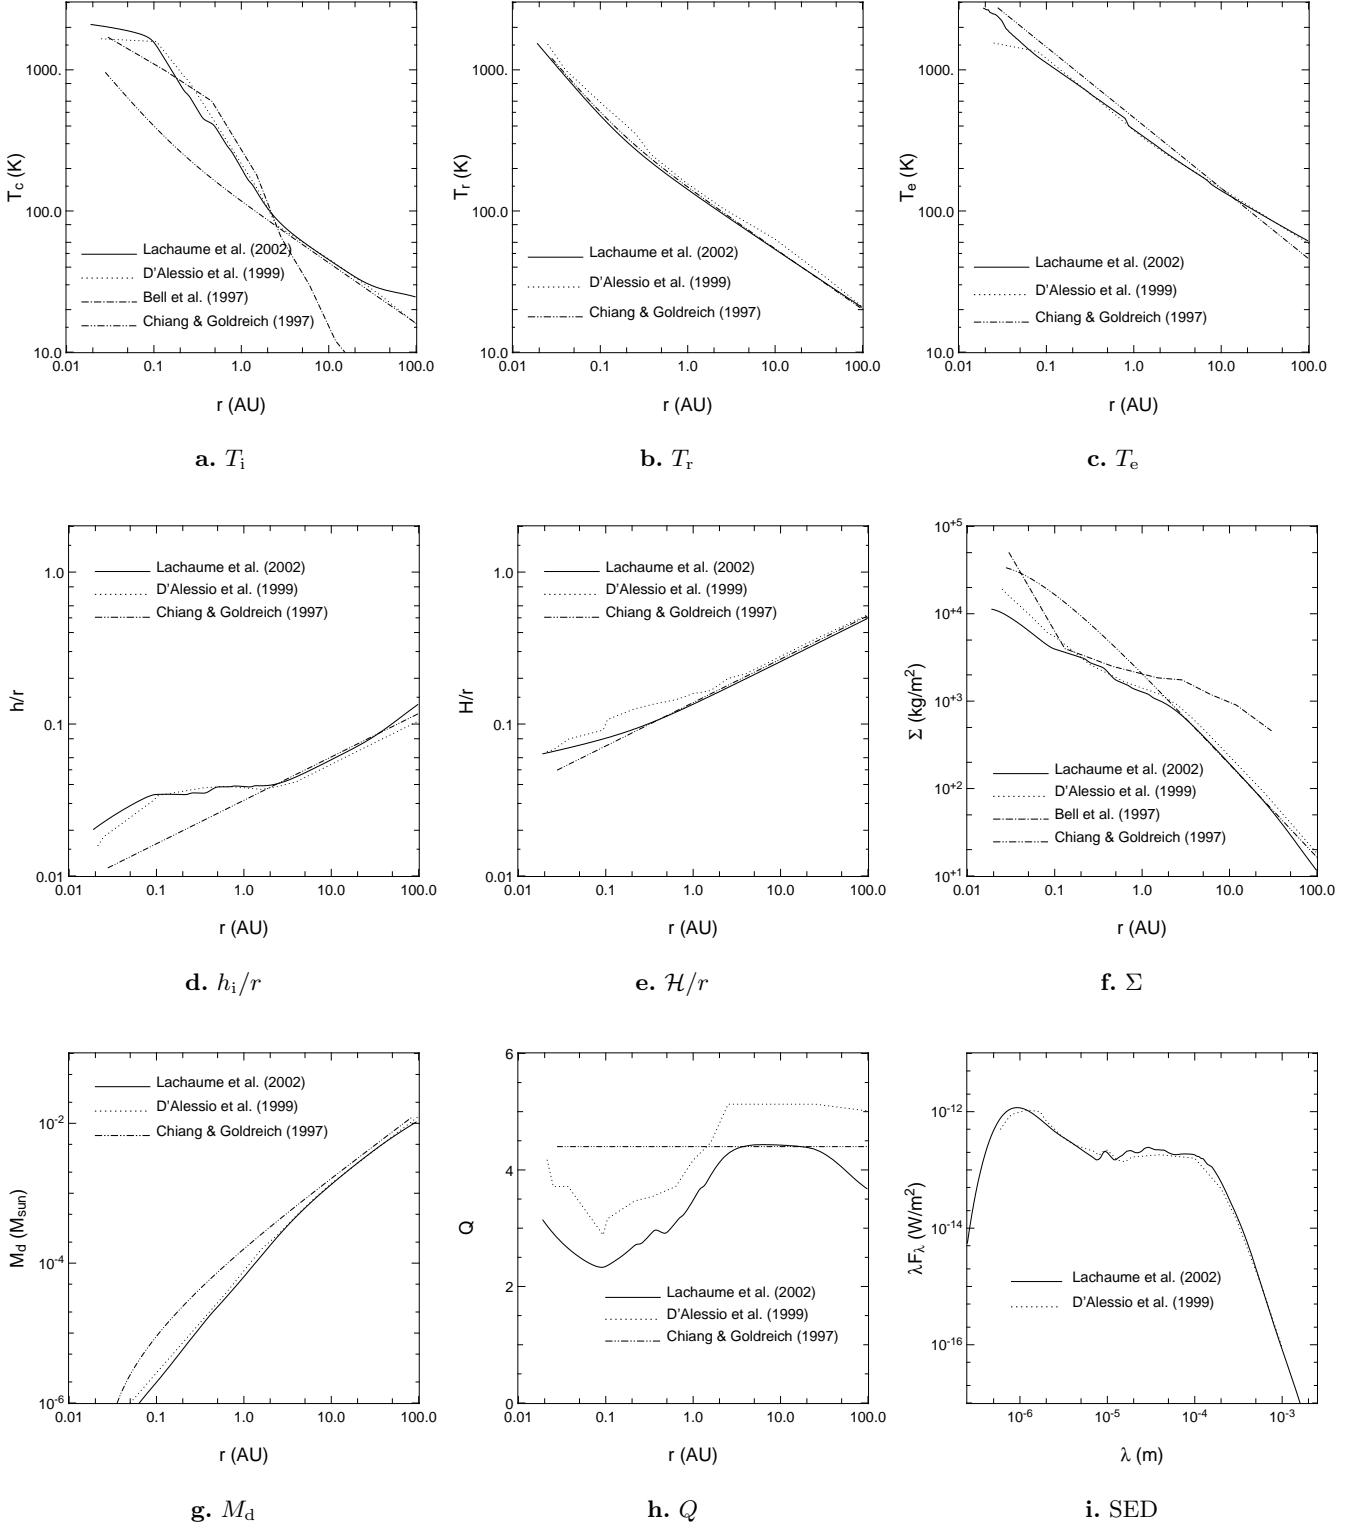 1000.
100.0
10.0
0.01
0.1
1.0
10.0
100.0
T_c (K)
r (AU)
Lachaume et al. (2002)
D'Alessio et al. (1999)
Bell et al. (1997)
Chiang & Goldreich (1997)
a. T_i
1000.
100.0
10.0
0.01
0.1
1.0
10.0
100.0
T_r (K)
r (AU)
Lachaume et al. (2002)
D'Alessio et al. (1999)
Chiang & Goldreich (1997)
b. T_r
1000.
100.0
10.0
0.01
0.1
1.0
10.0
100.0
T_e (K)
r (AU)
Lachaume et al. (2002)
D'Alessio et al. (1999)
Chiang & Goldreich (1997)
c. T_e
1.0
0.1
0.01
0.01
0.1
1.0
10.0
100.0
h/r
r (AU)
Lachaume et al. (2002)
D'Alessio et al. (1999)
Chiang & Goldreich (1997)
d. h_i/r
1.0
0.1
0.01
0.01
0.1
1.0
10.0
100.0
H/r
r (AU)
Lachaume et al. (2002)
D'Alessio et al. (1999)
Chiang & Goldreich (1997)
e. ℋ/r
10^+5
10^+4
10^+3
10^+2
10^+1
0.01
0.1
1.0
10.0
100.0
Σ (kg/m²)
r (AU)
Lachaume et al. (2002)
D'Alessio et al. (1999)
Bell et al. (1997)
Chiang & Goldreich (1997)
f. Σ
10^-2
10^-4
10^-6
0.01
0.1
1.0
10.0
100.0
M_d (M_sun)
r (AU)
Lachaume et al. (2002)
D'Alessio et al. (1999)
Chiang & Goldreich (1997)
g. M_d
6
4
2
0
0.01
0.1
1.0
10.0
100.0
Q
r (AU)
Lachaume et al. (2002)
D'Alessio et al. (1999)
Chiang & Goldreich (1997)
h. Q
10^-12
10^-14
10^-16
10^-6
10^-5
10^-4
10^-3
λF_λ (W/m²)
λ (m)
Lachaume et al. (2002)
D'Alessio et al. (1999)
i. SED